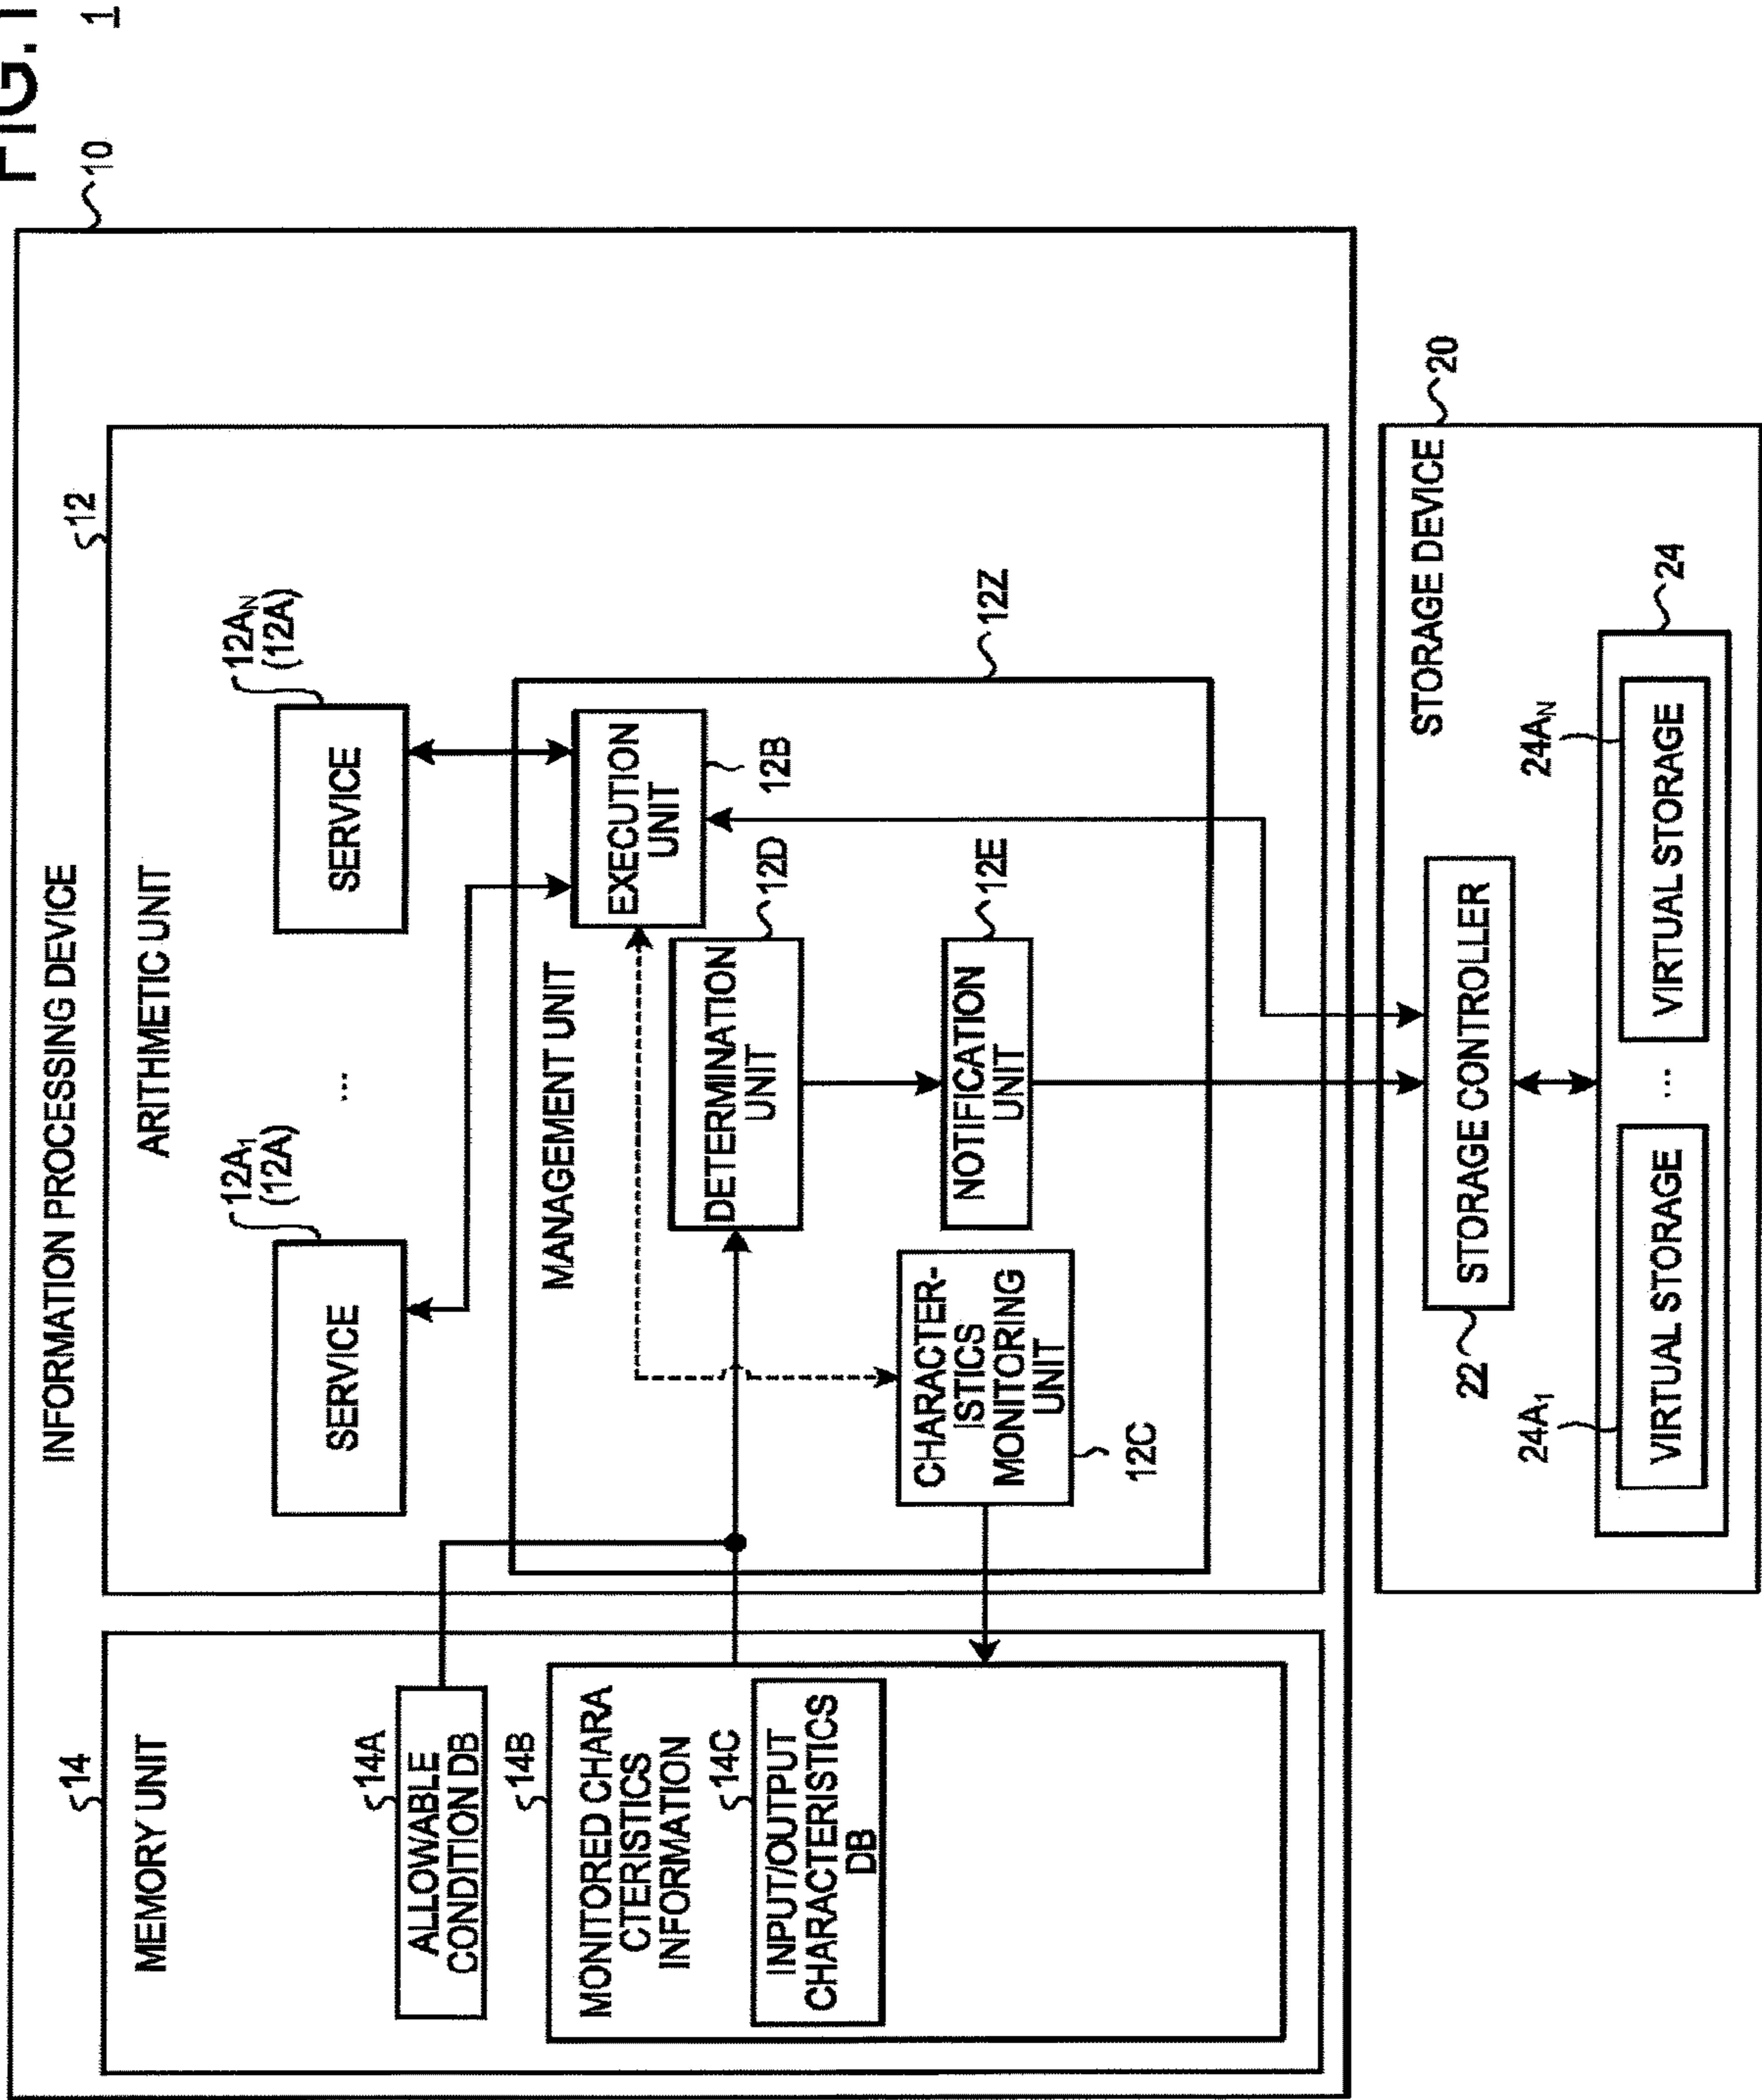 FIG. 1
1
10
INFORMATION PROCESSING DEVICE
14
MEMORY UNIT
14A
ALLOWABLE
CONDITION DB
14B
MONITORED CHARA
CTERISTICS
INFORMATION
14C
INPUT/OUTPUT
CHARACTERISTICS
DB
12
ARITHMETIC UNIT
12A₁
(12A)
SERVICE
...
12Aɴ
(12A)
SERVICE
12Z
MANAGEMENT UNIT
EXECUTION
UNIT
12B
12D
DETERMINATION
UNIT
CHARACTER-
ISTICS
MONITORING
UNIT
12C
12E
NOTIFICATION
UNIT
20
STORAGE DEVICE
22
STORAGE CONTROLLER
24
24A₁
VIRTUAL STORAGE
...
24Aɴ
VIRTUAL STORAGE